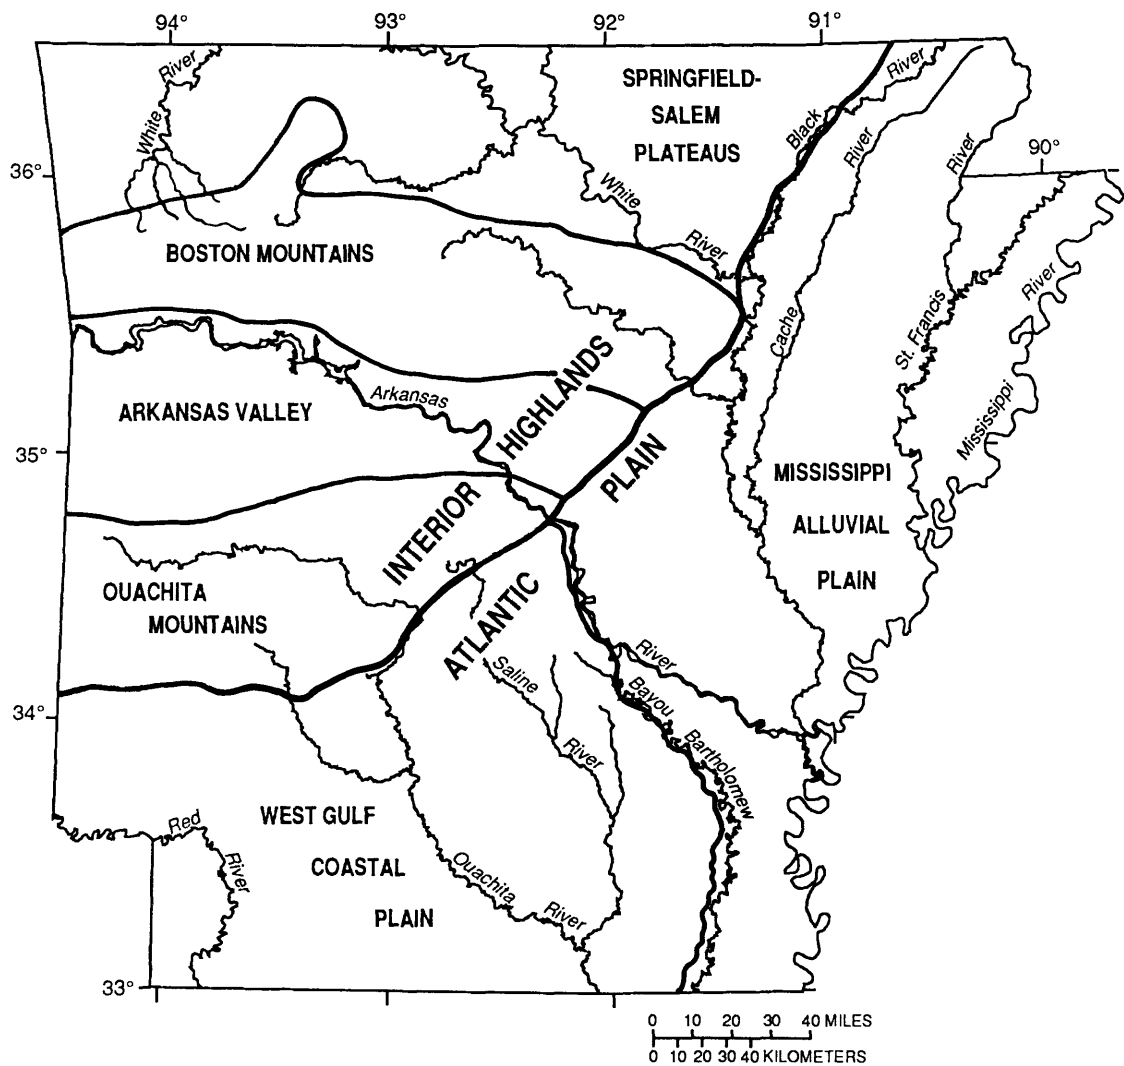 94° 93° 92° 91°
River
White
SPRINGFIELD-
SALEM
PLATEAUS
River
Black
River
River
36°
90°
White
River
BOSTON MOUNTAINS
River
St. Francis
Cache
Mississippi
ARKANSAS VALLEY
Arkansas
HIGHLANDS
35°
PLAIN
MISSISSIPPI
ALLUVIAL
PLAIN
INTERIOR
OUACHITA
MOUNTAINS
ATLANTIC
Saline
River
River
Bayou
Bartholomew
34°
WEST GULF
COASTAL
PLAIN
Red
River
Ouachita
River
33°
0 10 20 30 40 MILES
0 10 20 30 40 KILOMETERS